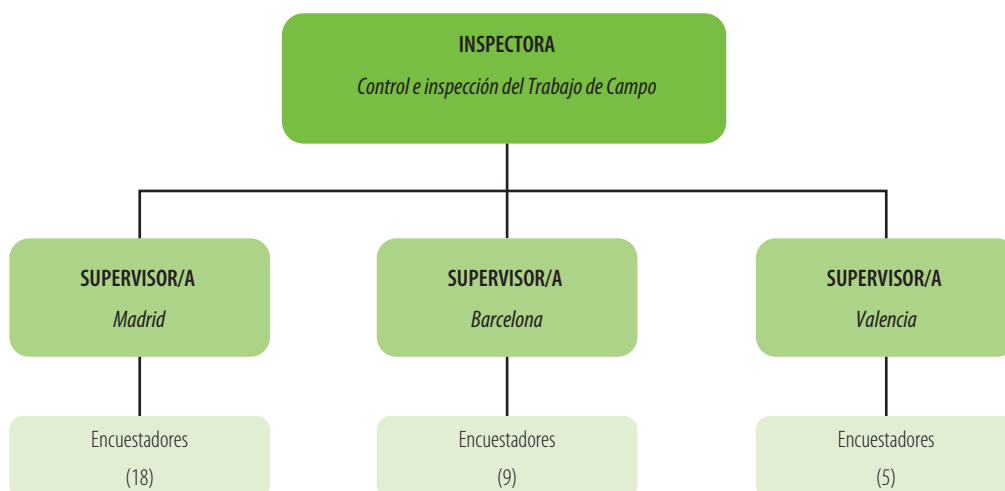 INSPECTORA
Control e inspección del Trabajo de Campo
SUPERVISOR/A
Madrid
SUPERVISOR/A
Barcelona
SUPERVISOR/A
Valencia
Encuestadores
(18)
Encuestadores
(9)
Encuestadores
(5)